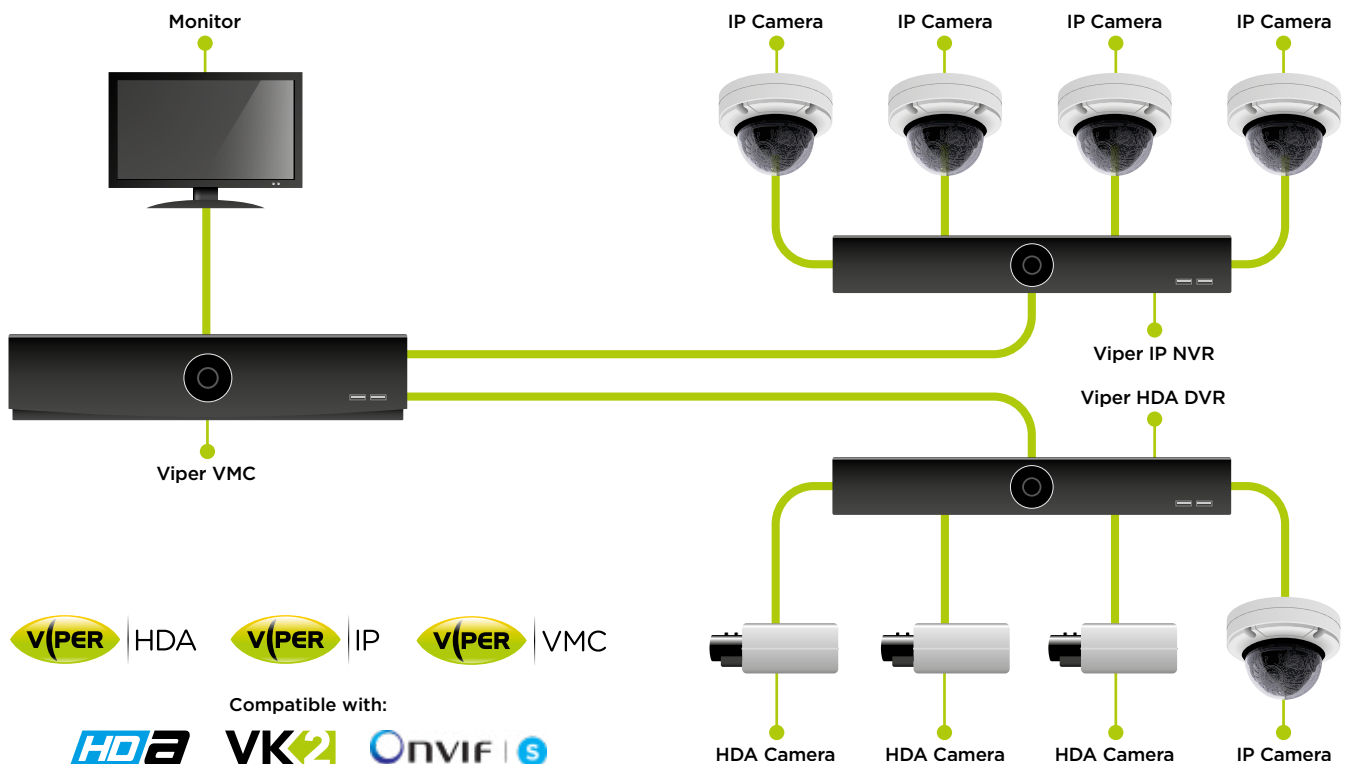 Monitor
IP Camera
IP Camera
IP Camera
IP Camera
Viper IP NVR
Viper HDA DVR
Viper VMC
VIPER HDA
VIPER IP
VIPER VMC
Compatible with:
HDa
VK2
ONVIF | S
HDA Camera
HDA Camera
HDA Camera
IP Camera